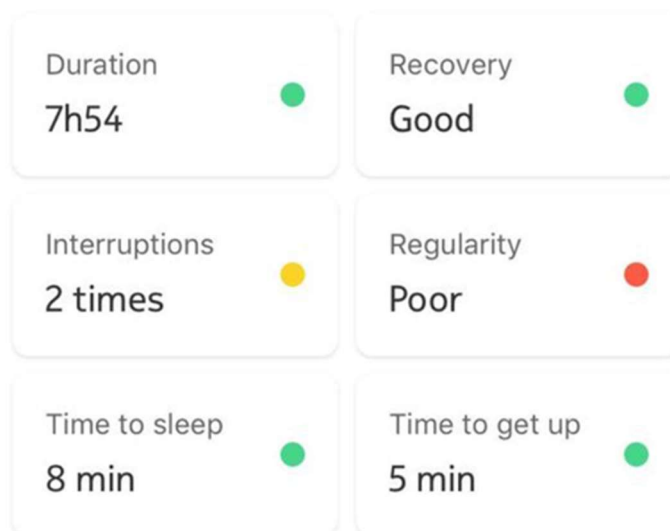 Duration
7h54
Recovery
Good
Interruptions
2 times
Regularity
Poor
Time to sleep
8 min
Time to get up
5 min